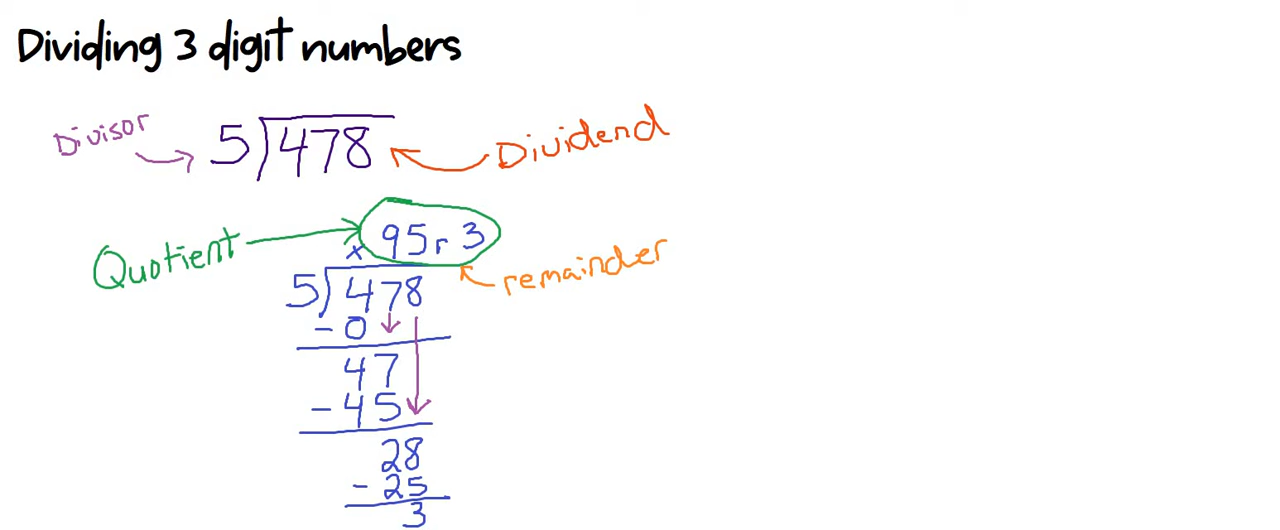 Dividing 3 digit numbers
Divisor
5)478
Dividend
Quotient
x 95r3
remainder
5)478
-0
47
-45
28
-25
3